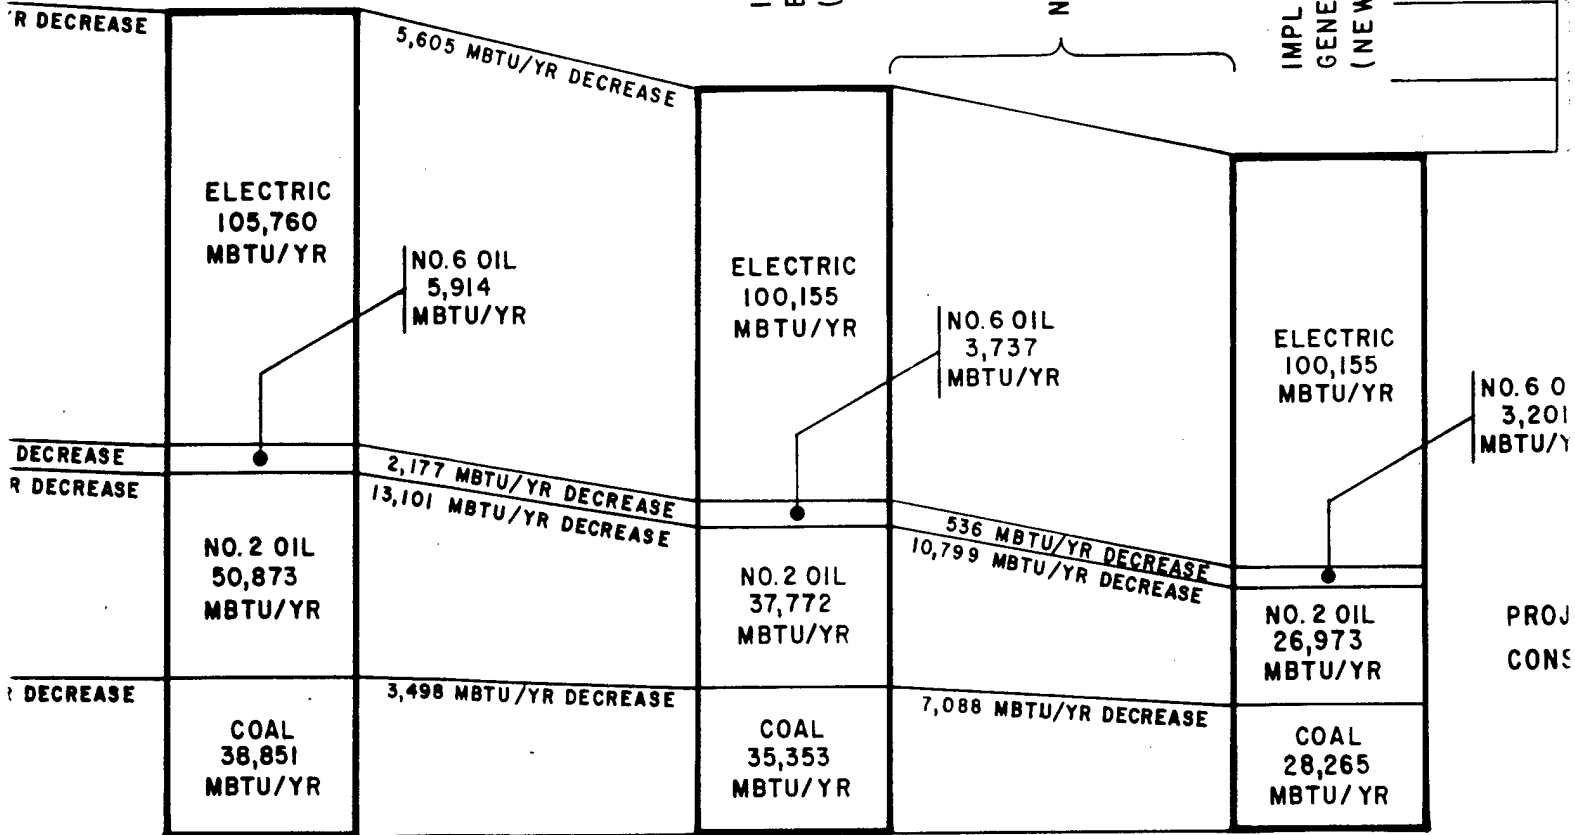 R DECREASE
5,605 MBTU/YR DECREASE
N
IMPL
GENE
(NEW
ELECTRIC
105,760
MBTU/YR
NO.6 OIL
5,914
MBTU/YR
ELECTRIC
100,155
MBTU/YR
NO.6 OIL
3,737
MBTU/YR
ELECTRIC
100,155
MBTU/YR
NO.6 O
3,201
MBTU/Y
DECREASE
R DECREASE
2,177 MBTU/YR DECREASE
13,101 MBTU/YR DECREASE
536 MBTU/YR DECREASE
10,799 MBTU/YR DECREASE
NO.2 OIL
50,873
MBTU/YR
NO.2 OIL
37,772
MBTU/YR
NO.2 OIL
26,973
MBTU/YR
PROJ
CONS
DECREASE
3,498 MBTU/YR DECREASE
7,088 MBTU/YR DECREASE
COAL
38,851
MBTU/YR
COAL
35,353
MBTU/YR
COAL
28,265
MBTU/YR